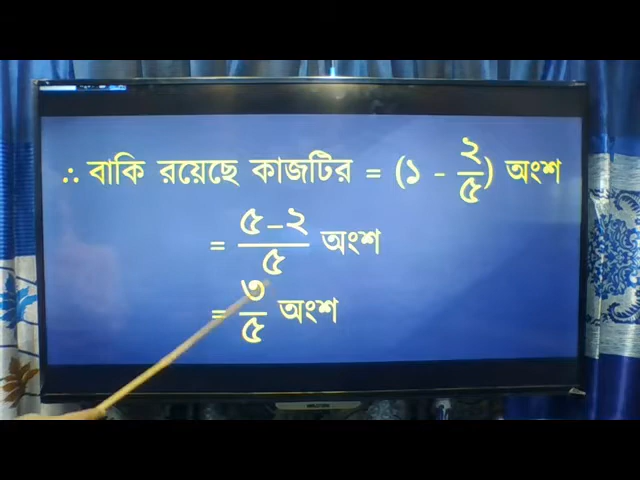 ∴ বাকি রয়েছে কাজটির = (১ - ২/৫) অংশ
= ৫-২/৫ অংশ
= ৩/৫ অংশ